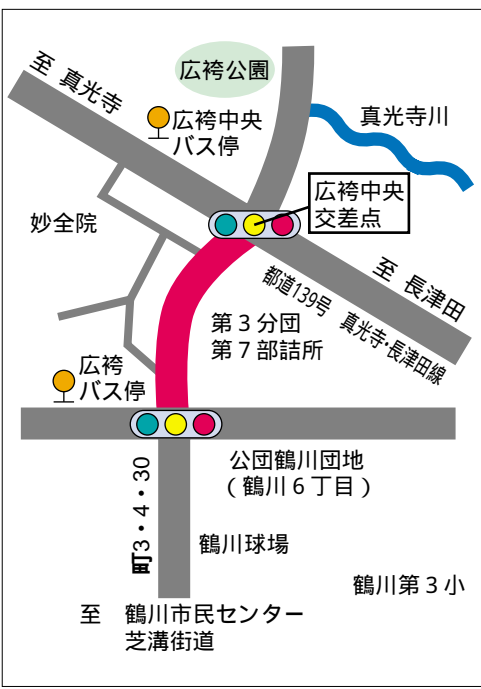 広袴公園
至 真光寺
広袴中央
バス停
真光寺川
広袴中央
交差点
妙全院
至 長津田
都道139号 真光寺・長津田線
第3分団
第7部詰所
広袴
バス停
公団鶴川団地
(鶴川6丁目)
町3・4・30
鶴川球場
鶴川第3小
至 鶴川市民センター
芝溝街道